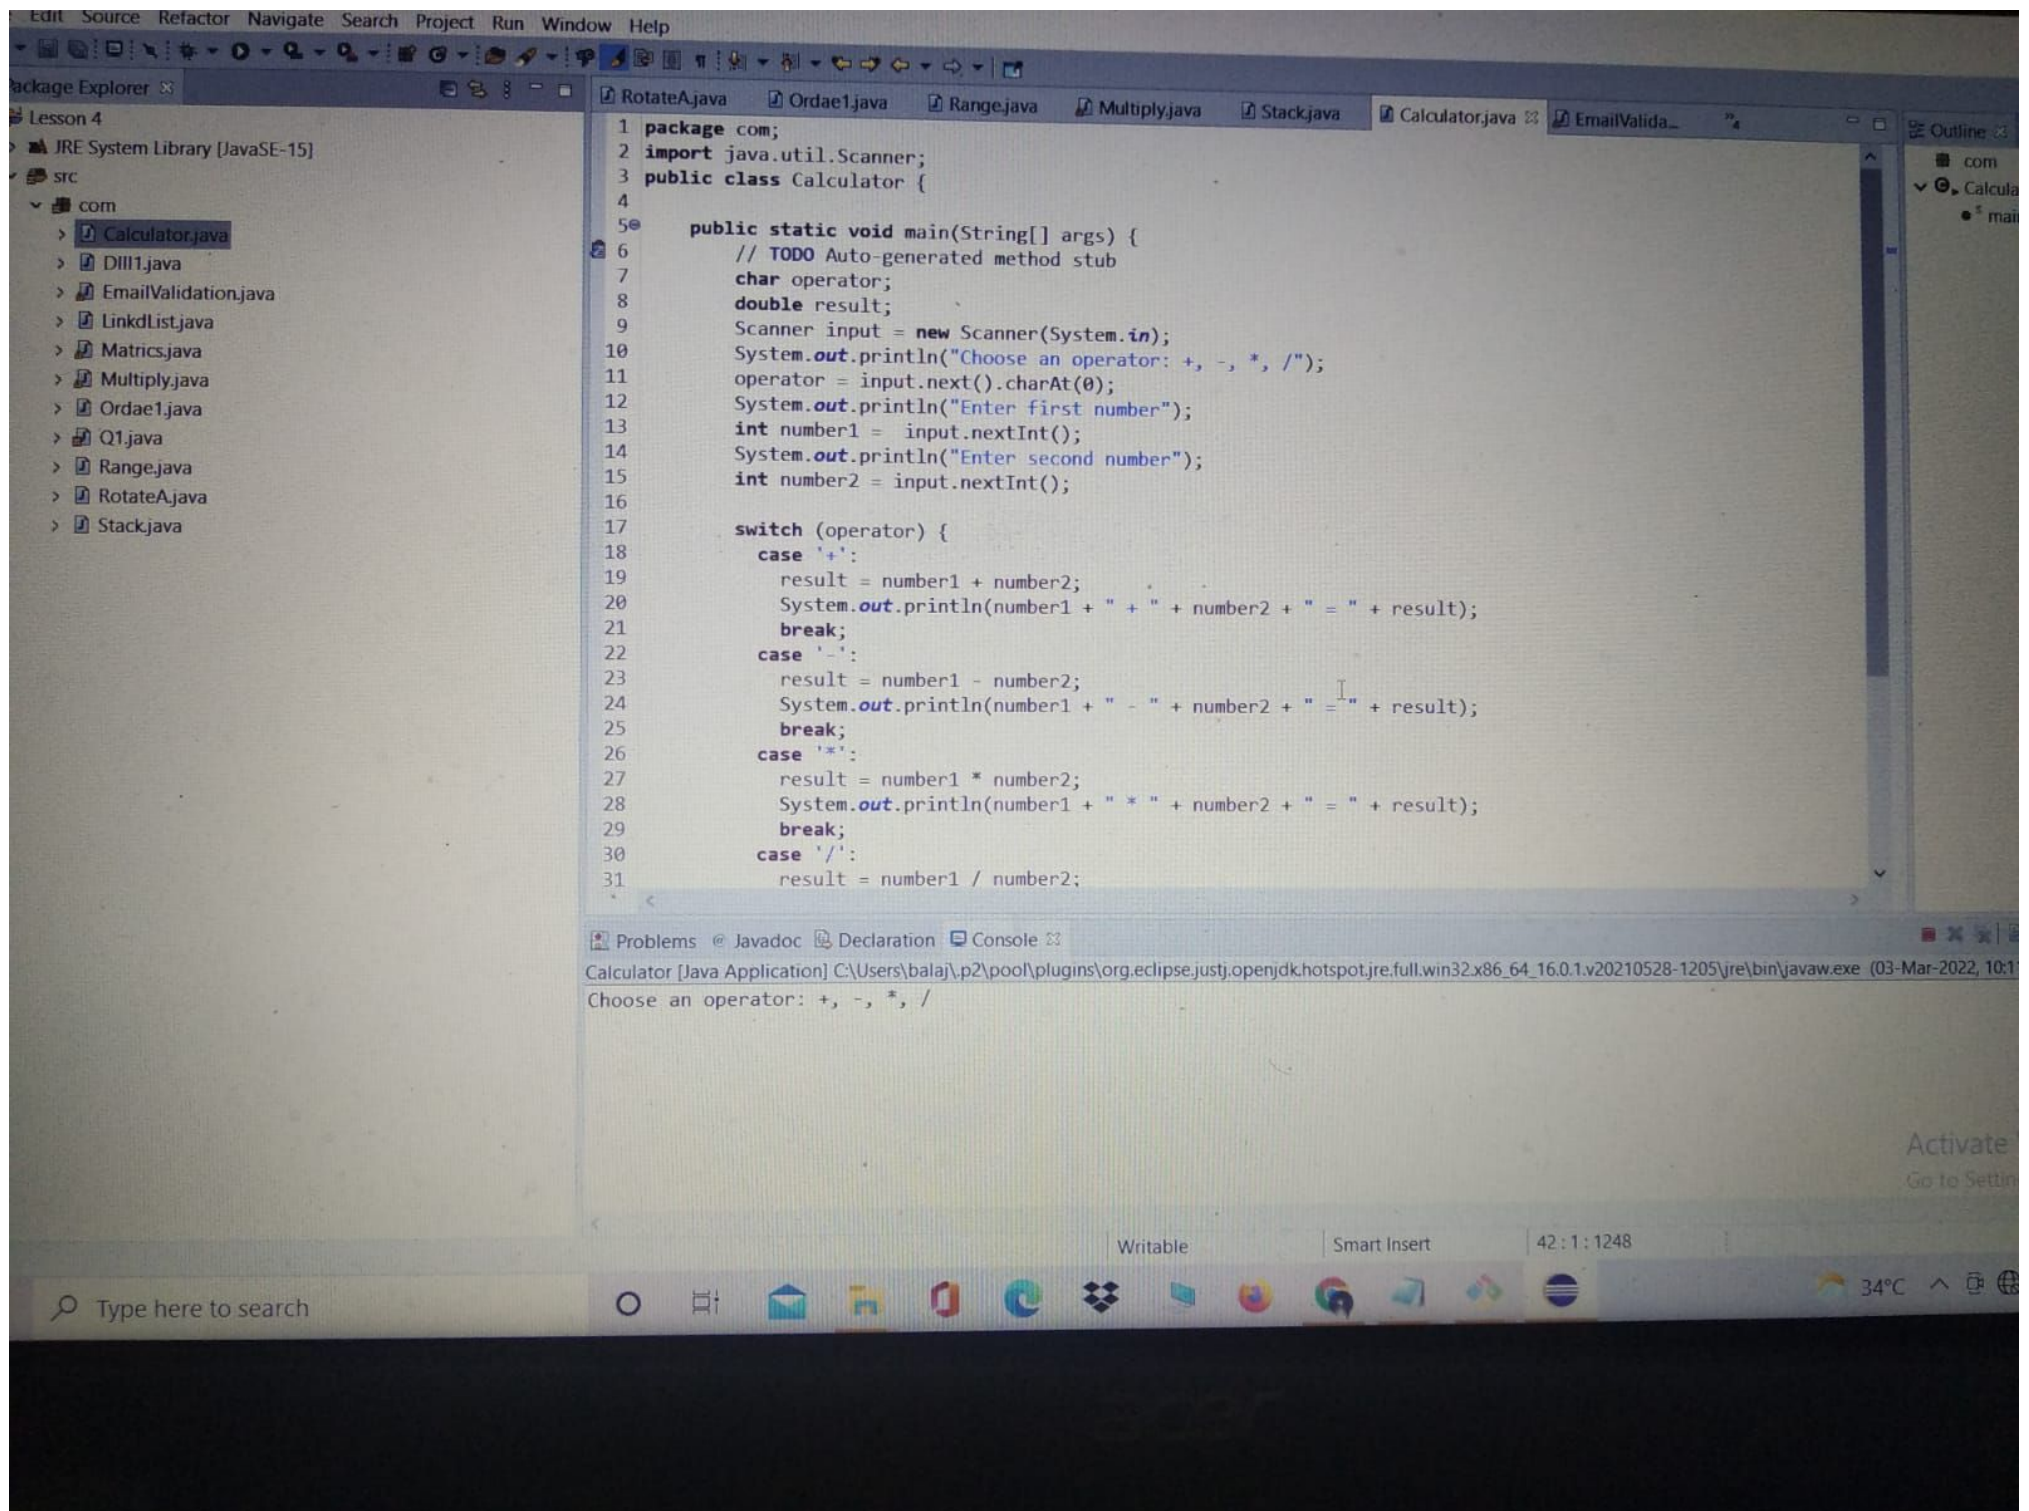 Edit Source Refactor Navigate Search Project Run Window Help
Package Explorer
Lesson 4
JRE System Library [JavaSE-15]
src
com
Calculator.java
Dlll1.java
EmailValidation.java
LinkdList.java
Matrics.java
Multiply.java
Ordae1.java
Q1.java
Range.java
RotateA.java
Stack.java
RotateA.java Ordae1.java Range.java Multiply.java Stack.java Calculator.java EmailValida... »4
1 package com;
2 import java.util.Scanner;
3 public class Calculator {
4
5 public static void main(String[] args) {
6 // TODO Auto-generated method stub
7 char operator;
8 double result;
9 Scanner input = new Scanner(System.in);
10 System.out.println("Choose an operator: +, -, *, /");
11 operator = input.next().charAt(0);
12 System.out.println("Enter first number");
13 int number1 =  input.nextInt();
14 System.out.println("Enter second number");
15 int number2 = input.nextInt();
16
17 switch (operator) {
18 case '+':
19 result = number1 + number2;
20 System.out.println(number1 + " + " + number2 + " = " + result);
21 break;
22 case '-':
23 result = number1 - number2;
24 System.out.println(number1 + " - " + number2 + " = " + result);
25 break;
26 case '*':
27 result = number1 * number2;
28 System.out.println(number1 + " * " + number2 + " = " + result);
29 break;
30 case '/':
31 result = number1 / number2;
Outline
com
Calcula
main
Problems @ Javadoc Declaration Console
Calculator [Java Application] C:\Users\balaj\.p2\pool\plugins\org.eclipse.justj.openjdk.hotspot.jre.full.win32.x86_64_16.0.1.v20210528-1205\jre\bin\javaw.exe (03-Mar-2022, 10:1
Choose an operator: +, -, *, /
Activate
Go to Settin
Writable Smart Insert 42 : 1 : 1248
Type here to search
34°C
acer